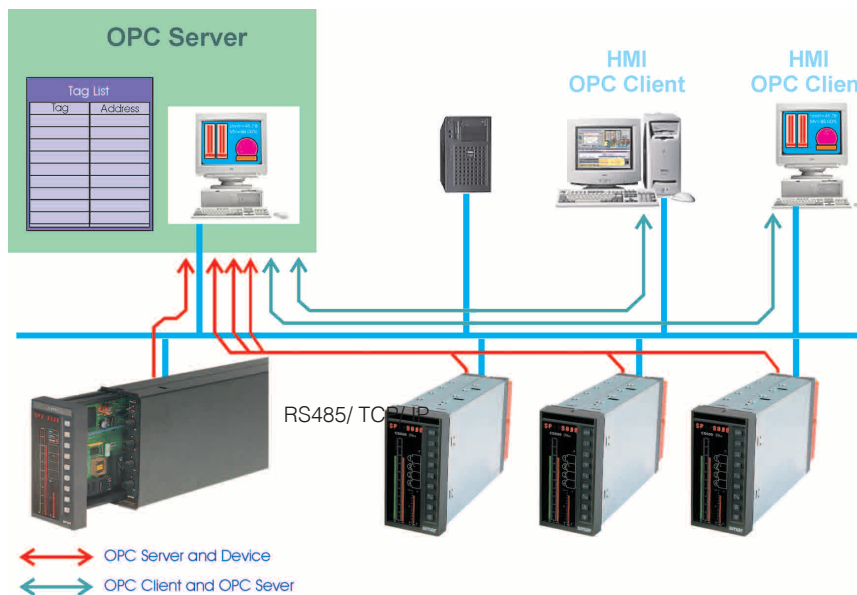 OPC Server
HMI
OPC Client
HMI
OPC Clien
Tag List
Tag Address
RS485/ TCP/ IP
OPC Server and Device
OPC Client and OPC Sever